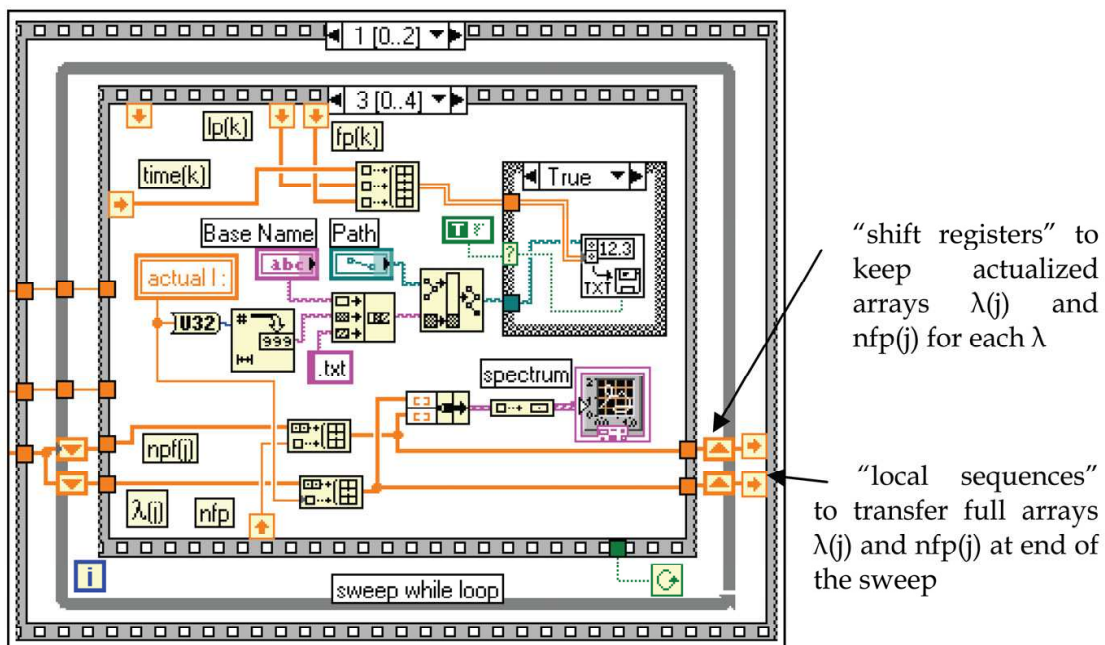 1 [0..2]
3 [0..4]
lp(k)
fp(k)
time(k)
True
Base Name
Path
abc
T
?
12.3
TXT
actual l :
U32
#
999
.txt
spectrum
npf(j)
λ(j)
nfp
i
sweep while loop
“shift registers” to
keep actualized
arrays λ(j) and
nfp(j) for each λ
“local sequences”
to transfer full arrays
λ(j) and nfp(j) at end of
the sweep